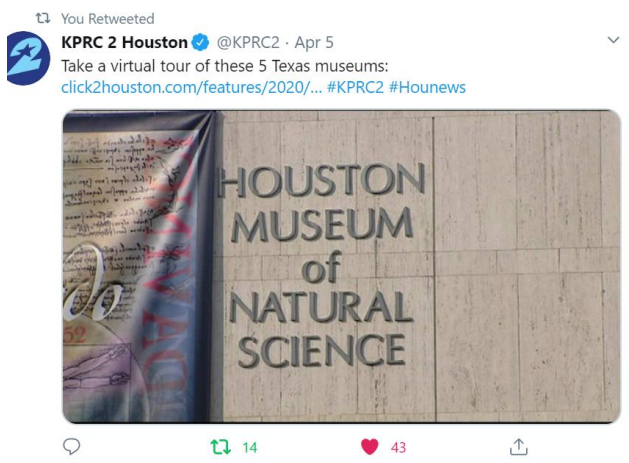 You Retweeted
KPRC 2 Houston @KPRC2 · Apr 5
Take a virtual tour of these 5 Texas museums:
click2houston.com/features/2020/... #KPRC2 #Hounews
HOUSTON
MUSEUM
of
NATURAL
SCIENCE
52
14 43